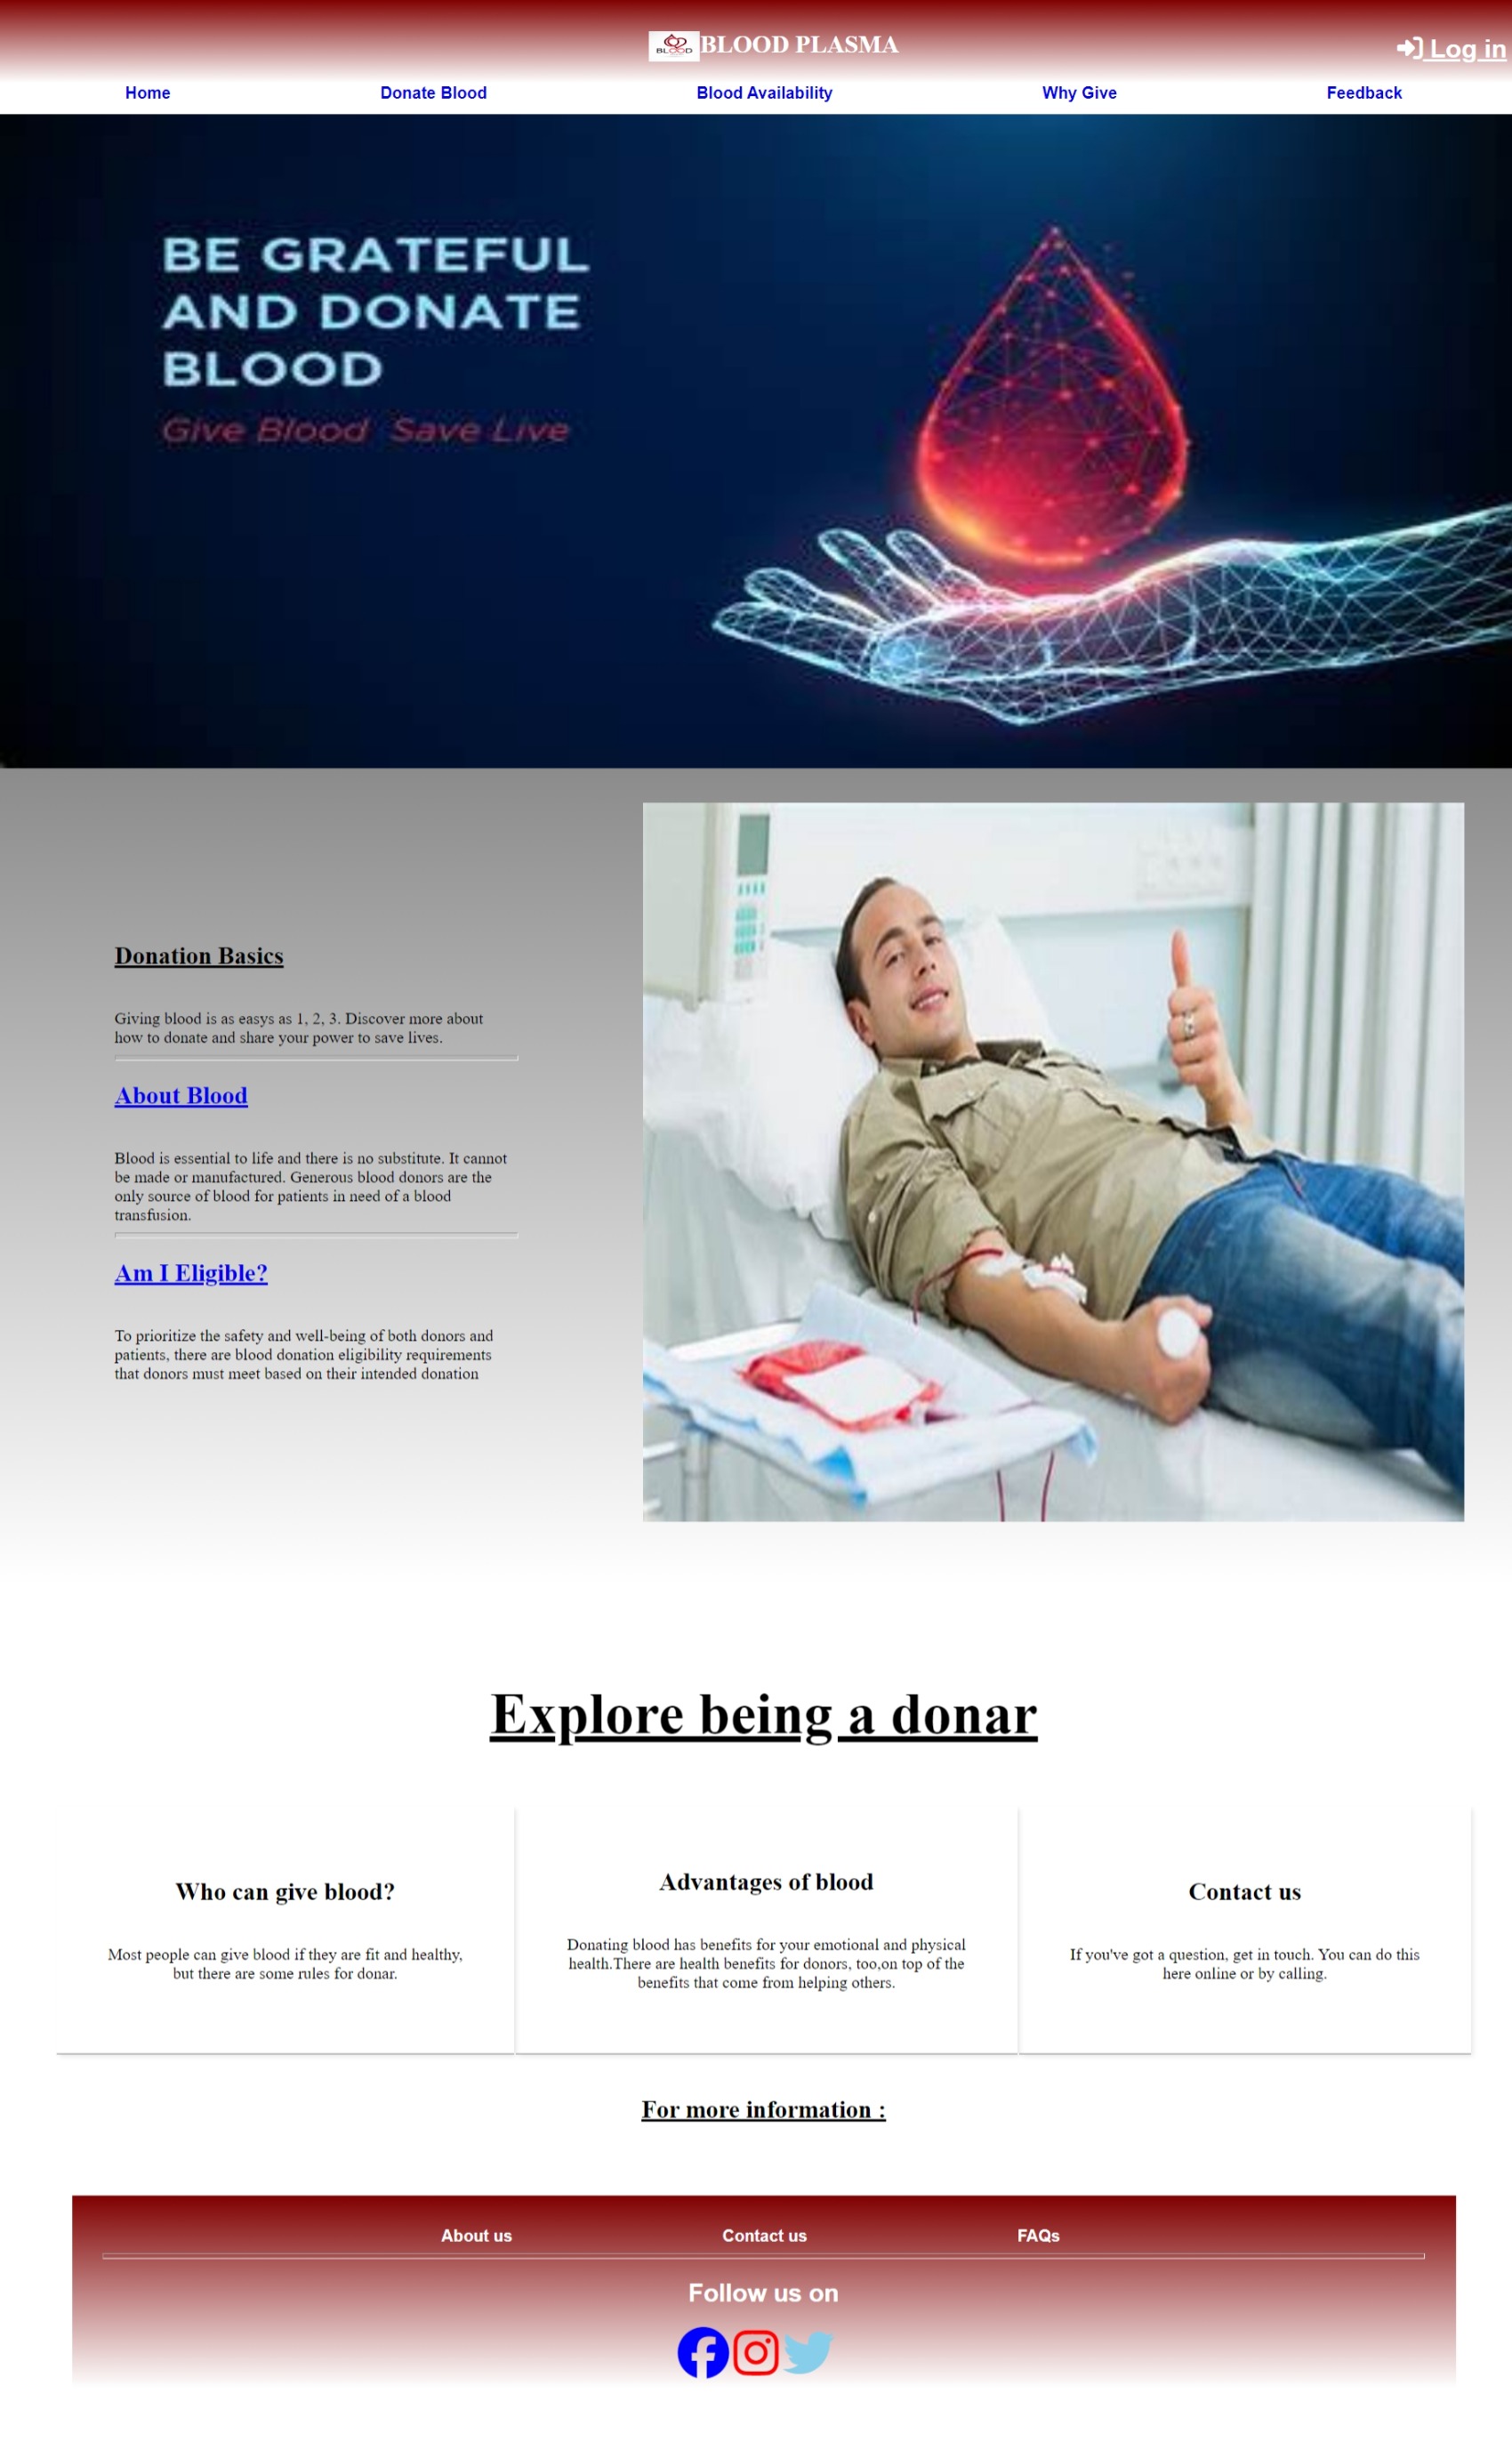 BLOOD
BLOOD PLASMA
Log in
Home
Donate Blood
Blood Availability
Why Give
Feedback
BE GRATEFUL
AND DONATE
BLOOD
Give Blood Save Live
Donation Basics
Giving blood is as easys as 1, 2, 3. Discover more about
how to donate and share your power to save lives.
About Blood
Blood is essential to life and there is no substitute. It cannot
be made or manufactured. Generous blood donors are the
only source of blood for patients in need of a blood
transfusion.
Am I Eligible?
To prioritize the safety and well-being of both donors and
patients, there are blood donation eligibility requirements
that donors must meet based on their intended donation
Explore being a donar
Who can give blood?
Most people can give blood if they are fit and healthy,
but there are some rules for donar.
Advantages of blood
Donating blood has benefits for your emotional and physical
health.There are health benefits for donors, too,on top of the
benefits that come from helping others.
Contact us
If you've got a question, get in touch. You can do this
here online or by calling.
For more information :
About us
Contact us
FAQs
Follow us on